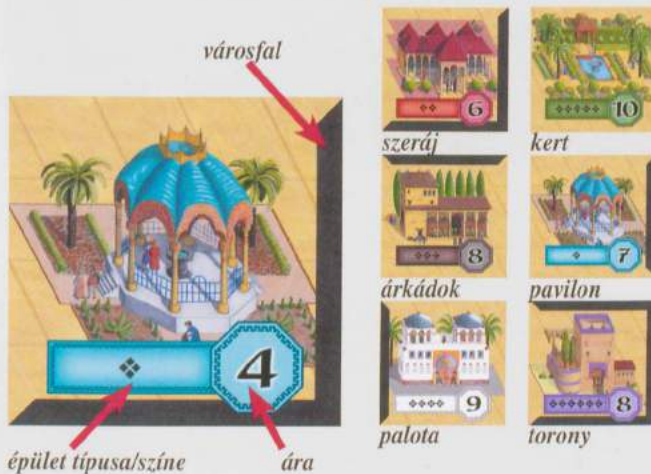 városfal
4
épület típusa/színe
ára
6
szeráj
10
kert
8
árkádok
7
pavilon
9
palota
8
torony